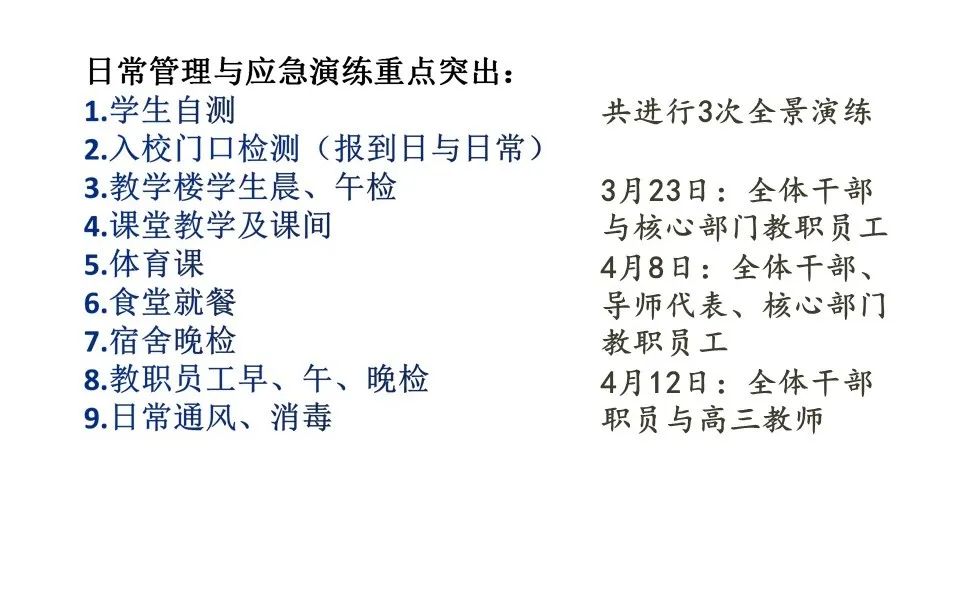 日常管理与应急演练重点突出：
1.学生自测
2.入校门口检测（报到日与日常）
3.教学楼学生晨、午检
4.课堂教学及课间
5.体育课
6.食堂就餐
7.宿舍晚检
8.教职员工早、午、晚检
9.日常通风、消毒
共进行3次全景演练
3月23日：全体干部
与核心部门教职员工
4月8日：全体干部、
导师代表、核心部门
教职员工
4月12日：全体干部
职员与高三教师